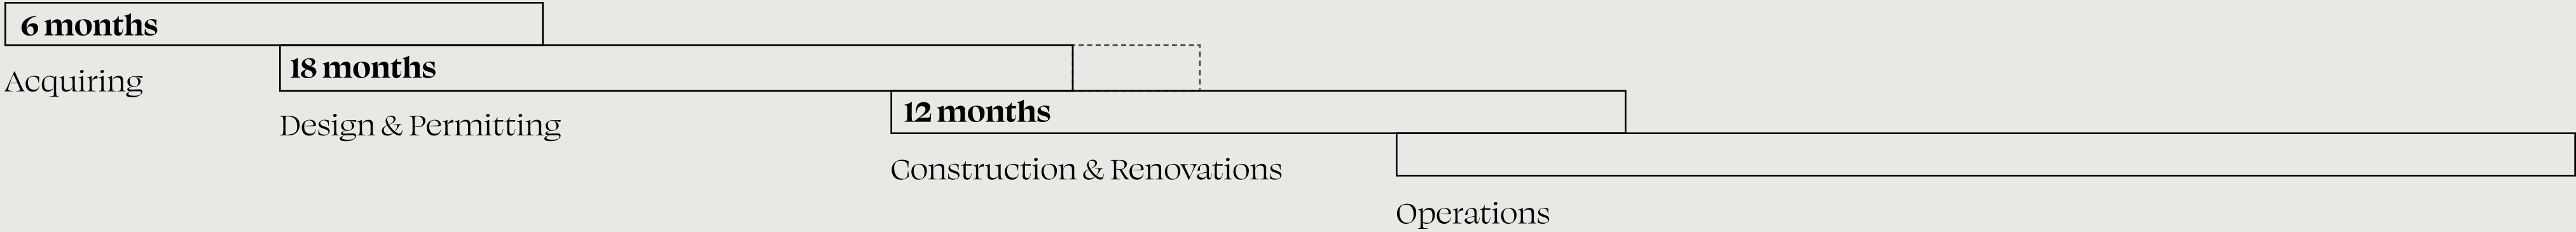 6 months
Acquiring
18 months
Design & Permitting
12 months
Construction & Renovations
Operations